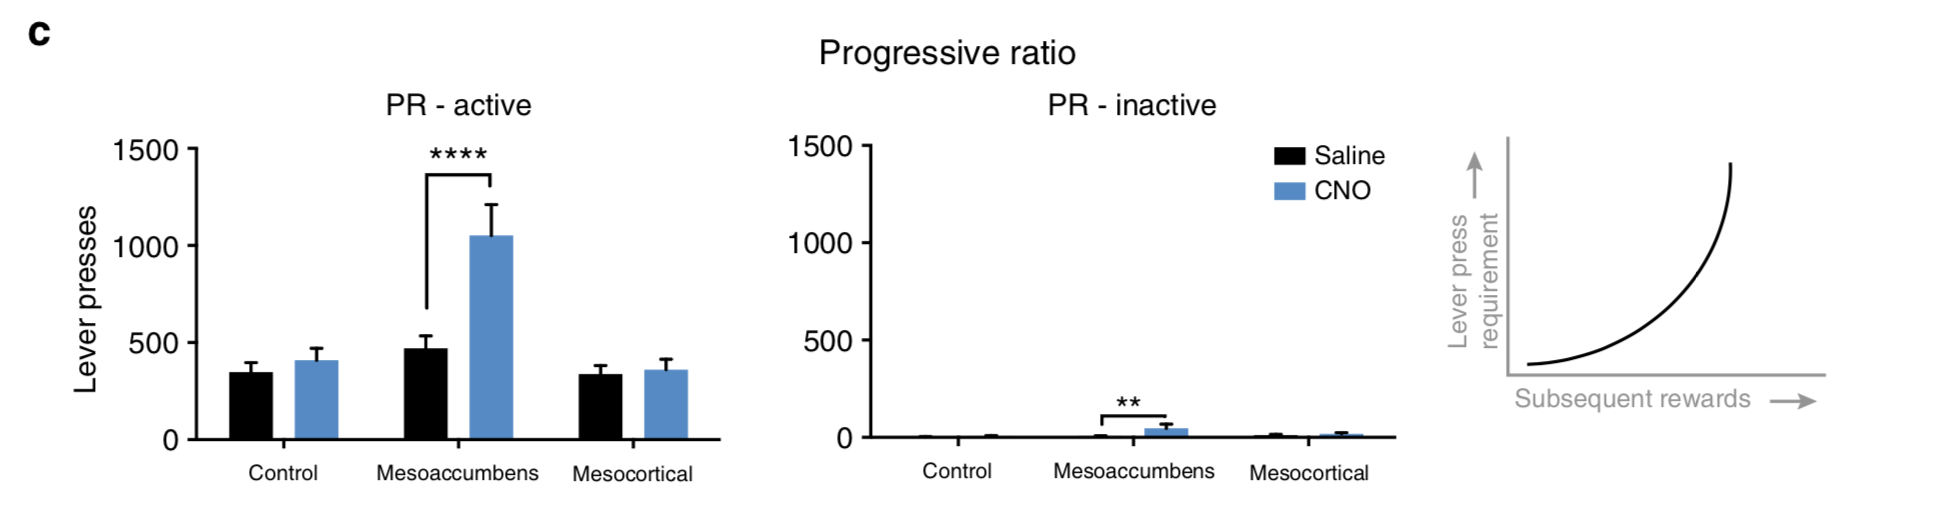 c
Progressive ratio
PR - active
1500
****
1000
500
0
Lever presses
Control
Mesoaccumbens
Mesocortical
PR - inactive
1500
1000
500
0
**
Control
Mesoaccumbens
Mesocortical
Saline
CNO
Lever press
requirement
Subsequent rewards